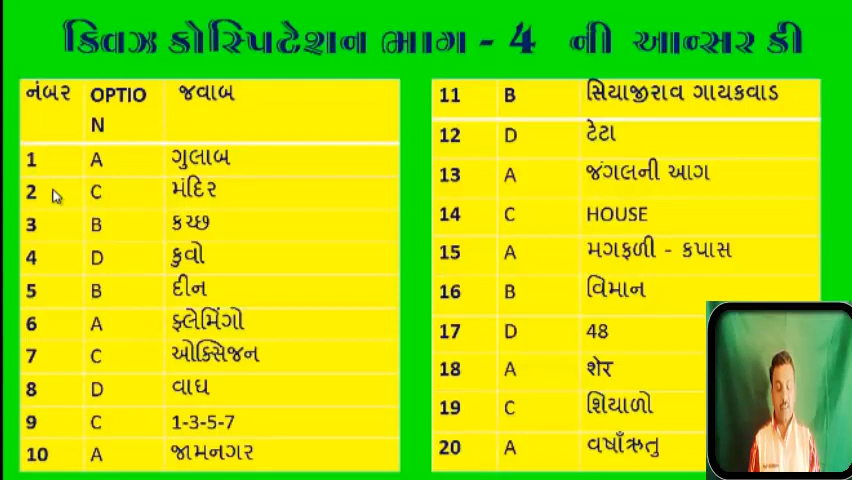 ક્વિઝ કોસ્પિટેશન ભાગ - 4 ની આન્સર કી
નંબર OPTION જવાબ
1 A ગુલાબ
2 C મંદિર
3 B કચ્છ
4 D કુવો
5 B દીન
6 A ફ્લેમિંગો
7 C ઓક્સિજન
8 D વાઘ
9 C 1-3-5-7
10 A જામનગર
11 B સિયાજીરાવ ગાયકવાડ
12 D ટેટા
13 A જંગલની આગ
14 C HOUSE
15 A મગફળી - કપાસ
16 B વિમાન
17 D 48
18 A શેર
19 C શિયાળો
20 A વર્ષાઋતુ